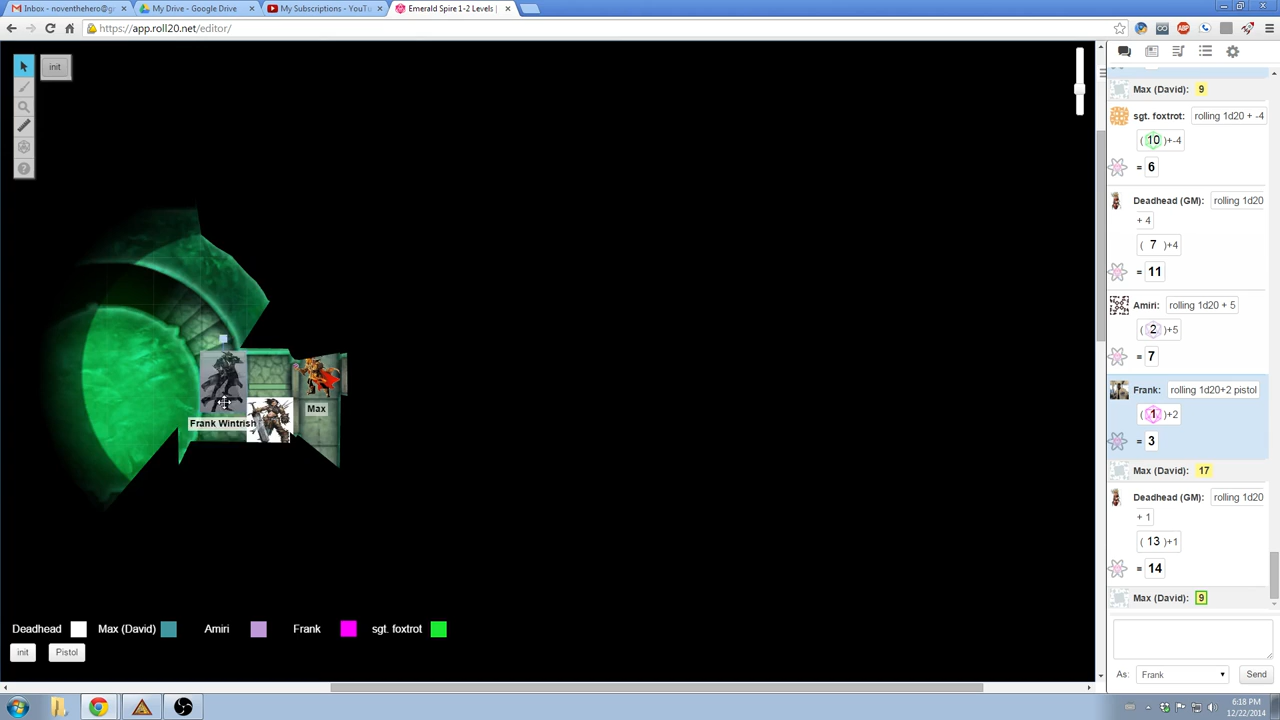 Inbox - noventhehero@g
My Drive - Google Drive
My Subscriptions - YouTu
Emerald Spire 1-2 Levels |
https://app.roll20.net/editor/
init
Max (David): 9
sgt. foxtrot: rolling 1d20 + -4
( 10 )+-4
= 6
Deadhead (GM): rolling 1d20
+ 4
( 7 )+4
= 11
Amiri: rolling 1d20 + 5
( 2 )+5
= 7
Frank: rolling 1d20+2 pistol
( 1 )+2
= 3
Max (David): 17
Deadhead (GM): rolling 1d20
+ 1
( 13 )+1
= 14
Max (David): 9
Max
Frank Wintrish
Deadhead Max (David) Amiri Frank sgt. foxtrot
init Pistol
As: Frank Send
6:18 PM
12/22/2014